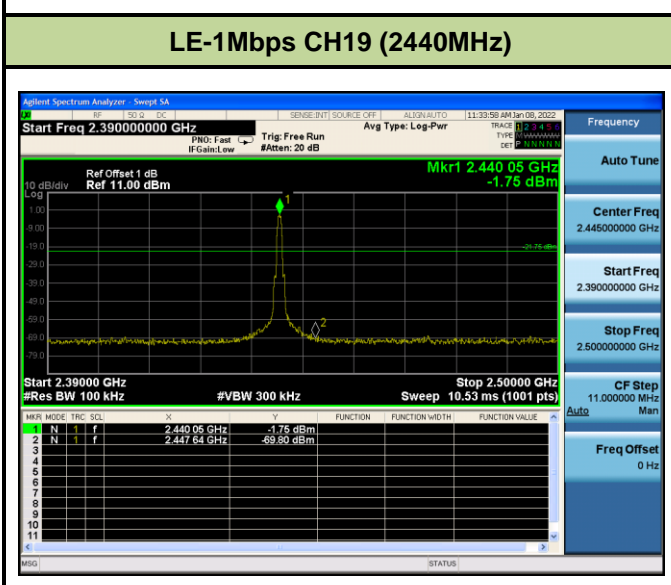 LE-1Mbps CH19 (2440MHz)
Agilent Spectrum Analyzer - Swept SA
RF 50 Ω DC SENSE:INT SOURCE OFF ALIGN AUTO 11:33:58 AM Jan 08, 2022
Start Freq 2.390000000 GHz
PNO: Fast
IFGain:Low
Trig: Free Run
#Atten: 20 dB
Avg Type: Log-Pwr
TRACE 1 2 3 4 5 6
TYPE M
DET P N N N N N
Ref Offset 1 dB
10 dB/div Ref 11.00 dBm
Log
Mkr1 2.440 05 GHz
-1.75 dBm
1
1.00
-9.00
-19.0
-21.75 dBm
-29.0
-39.0
-49.0
-59.0
2
-69.0
-79.0
Start 2.39000 GHz Stop 2.50000 GHz
#Res BW 100 kHz #VBW 300 kHz Sweep 10.53 ms (1001 pts)
MKR MODE TRC SCL X Y FUNCTION FUNCTION WIDTH FUNCTION VALUE
1 N 1 f 2.440 05 GHz -1.75 dBm
2 N 1 f 2.447 64 GHz -69.80 dBm
3
4
5
6
7
8
9
10
11
MSG STATUS
Frequency
Auto Tune
Center Freq
2.445000000 GHz
Start Freq
2.390000000 GHz
Stop Freq
2.500000000 GHz
CF Step
11.000000 MHz
Auto Man
Freq Offset
0 Hz